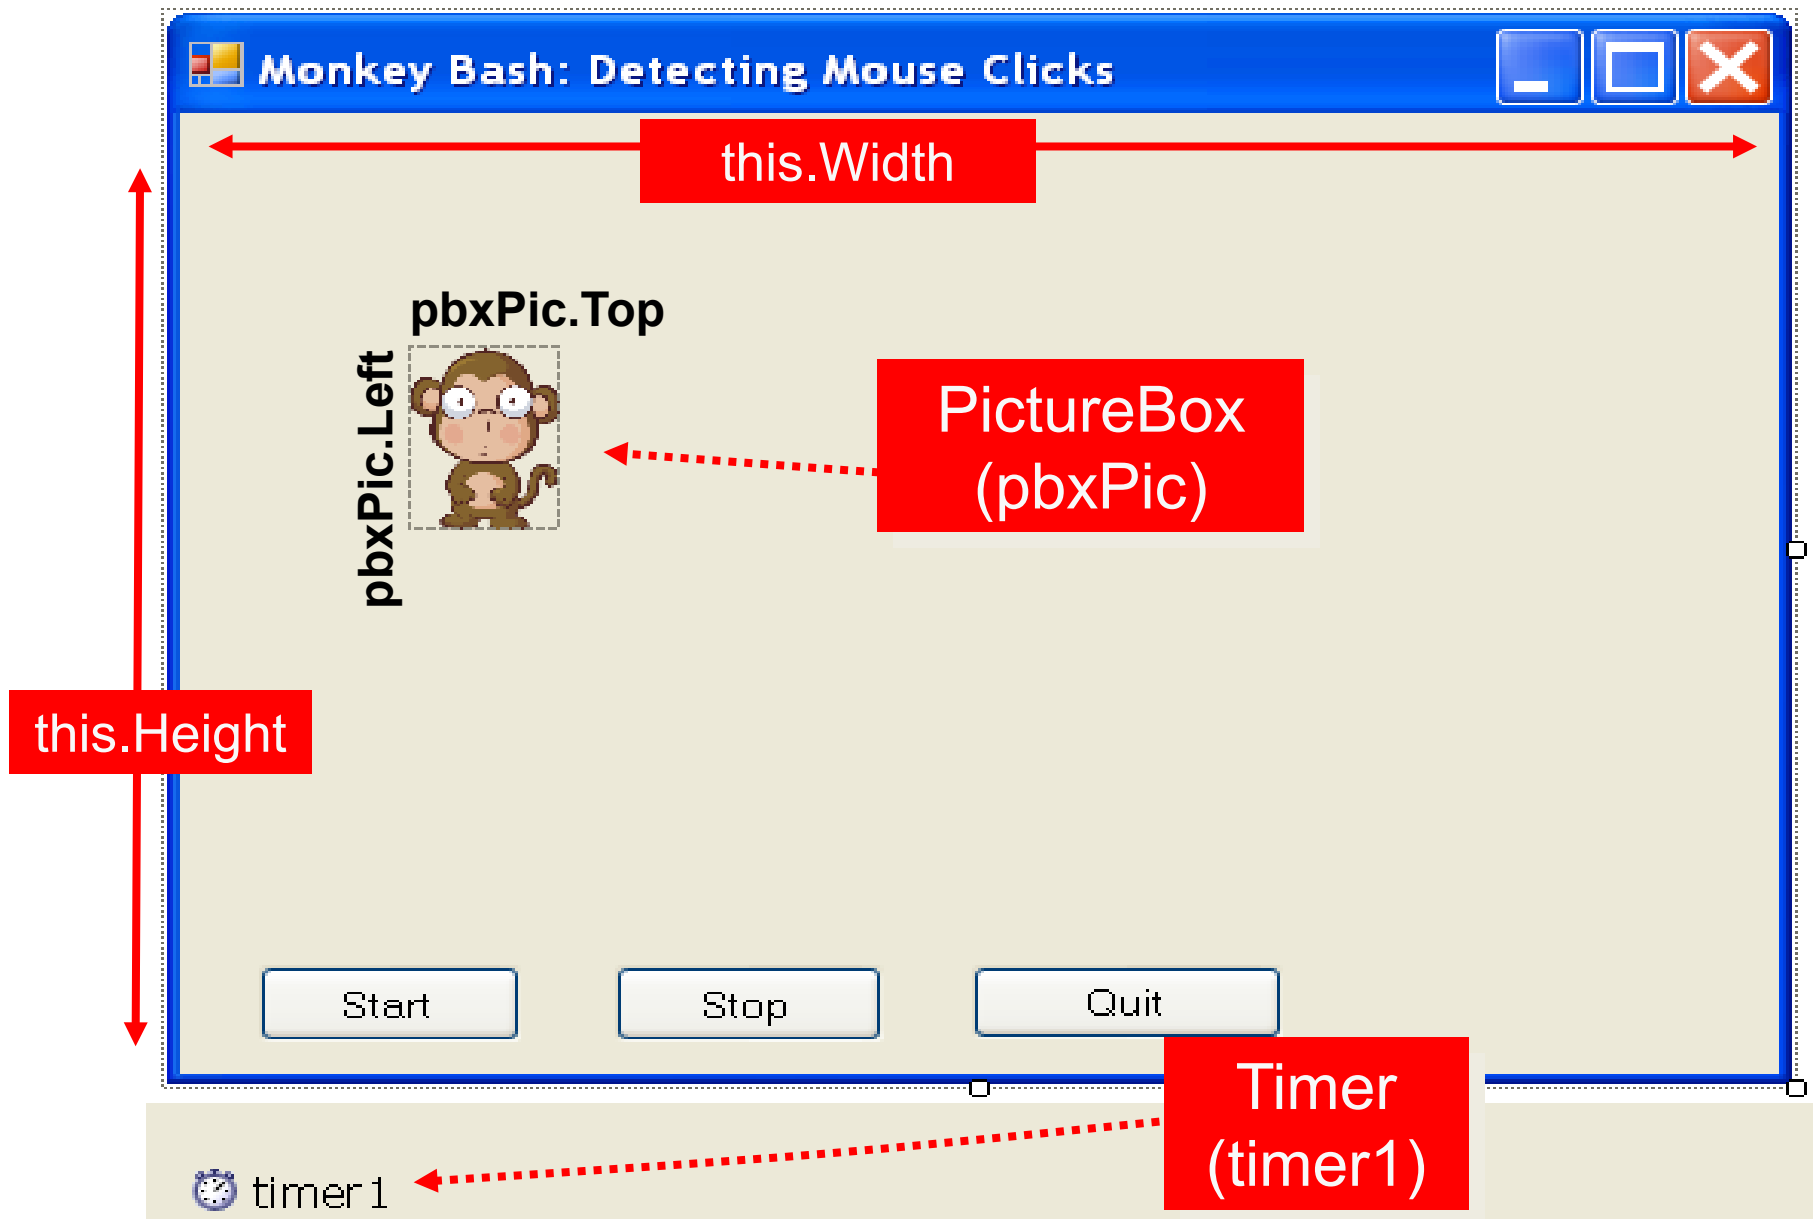 Monkey Bash: Detecting Mouse Clicks
this.Width
pbxPic.Top
pbxPic.Left
PictureBox
(pbxPic)
this.Height
Start
Stop
Quit
Timer
(timer1)
timer1